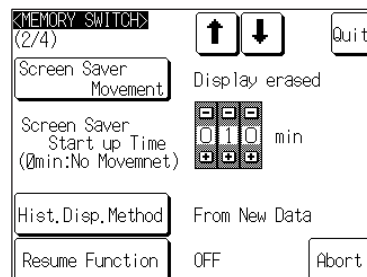 <MEMORY SWITCH>
(2/4)
↑ ↓ Quit
Screen Saver
Movement
Display erased
Screen Saver
Start up Time
(0min:No Movemnet)
- - -
0 1 0 min
+ + +
Hist.Disp.Method From New Data
Resume Function OFF Abort